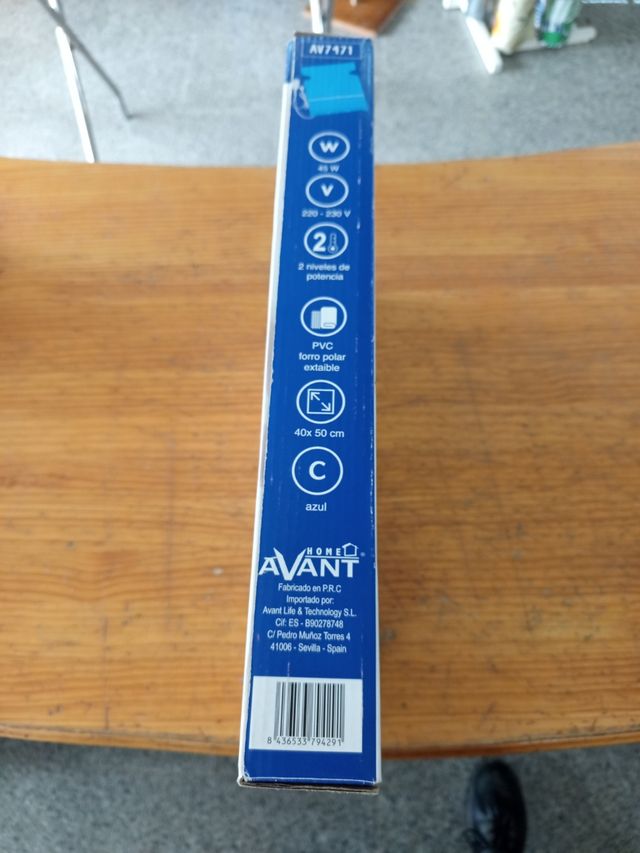 AV7471
W
45 W
V
220 - 230 V
2
2 niveles de
potencia
PVC
forro polar
extaible
40x 50 cm
C
azul
HOME
AVANT®
Fabricado en P.R.C
Importado por:
Avant Life & Technology S.L.
Cif: ES - B90278748
C/ Pedro Muñoz Torres 4
41006 - Sevilla - Spain
8 436533 794291